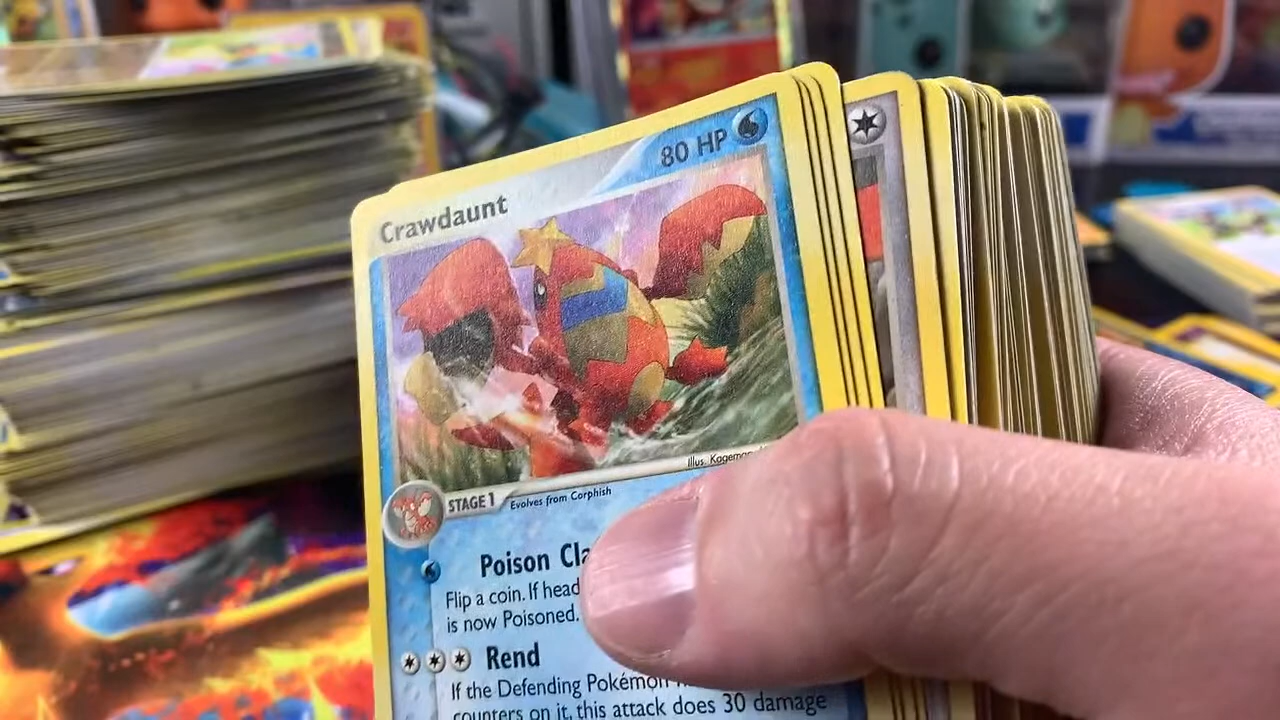 Crawdaunt 80 HP
Illus. Kagema
STAGE 1 Evolves from Corphish
Poison Cla
Flip a coin. If head
is now Poisoned.
Rend
If the Defending Pokémon
counters on it, this attack does 30 damage